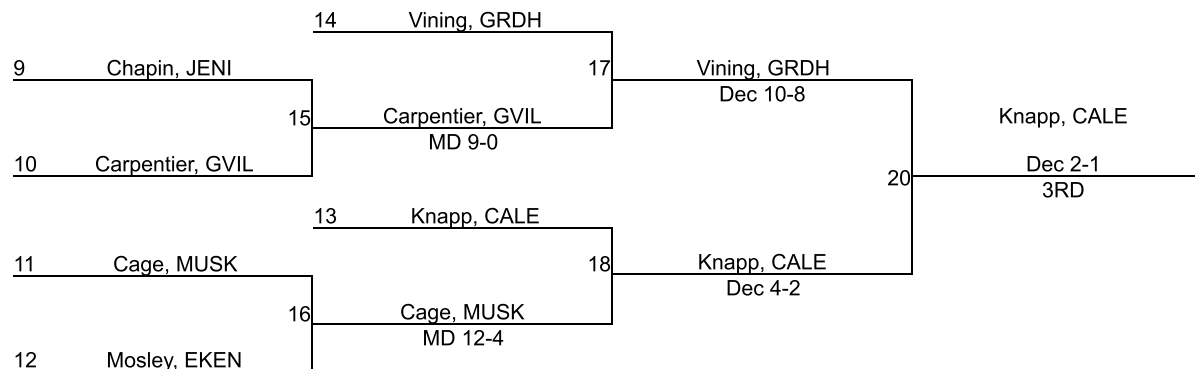 14 Vining, GRDH
9 Chapin, JENI
17 Vining, GRDH
Dec 10-8
15 Carpentier, GVIL
MD 9-0
Knapp, CALE
10 Carpentier, GVIL
20 Dec 2-1
3RD
13 Knapp, CALE
11 Cage, MUSK
18 Knapp, CALE
Dec 4-2
16 Cage, MUSK
MD 12-4
12 Mosley, EKEN